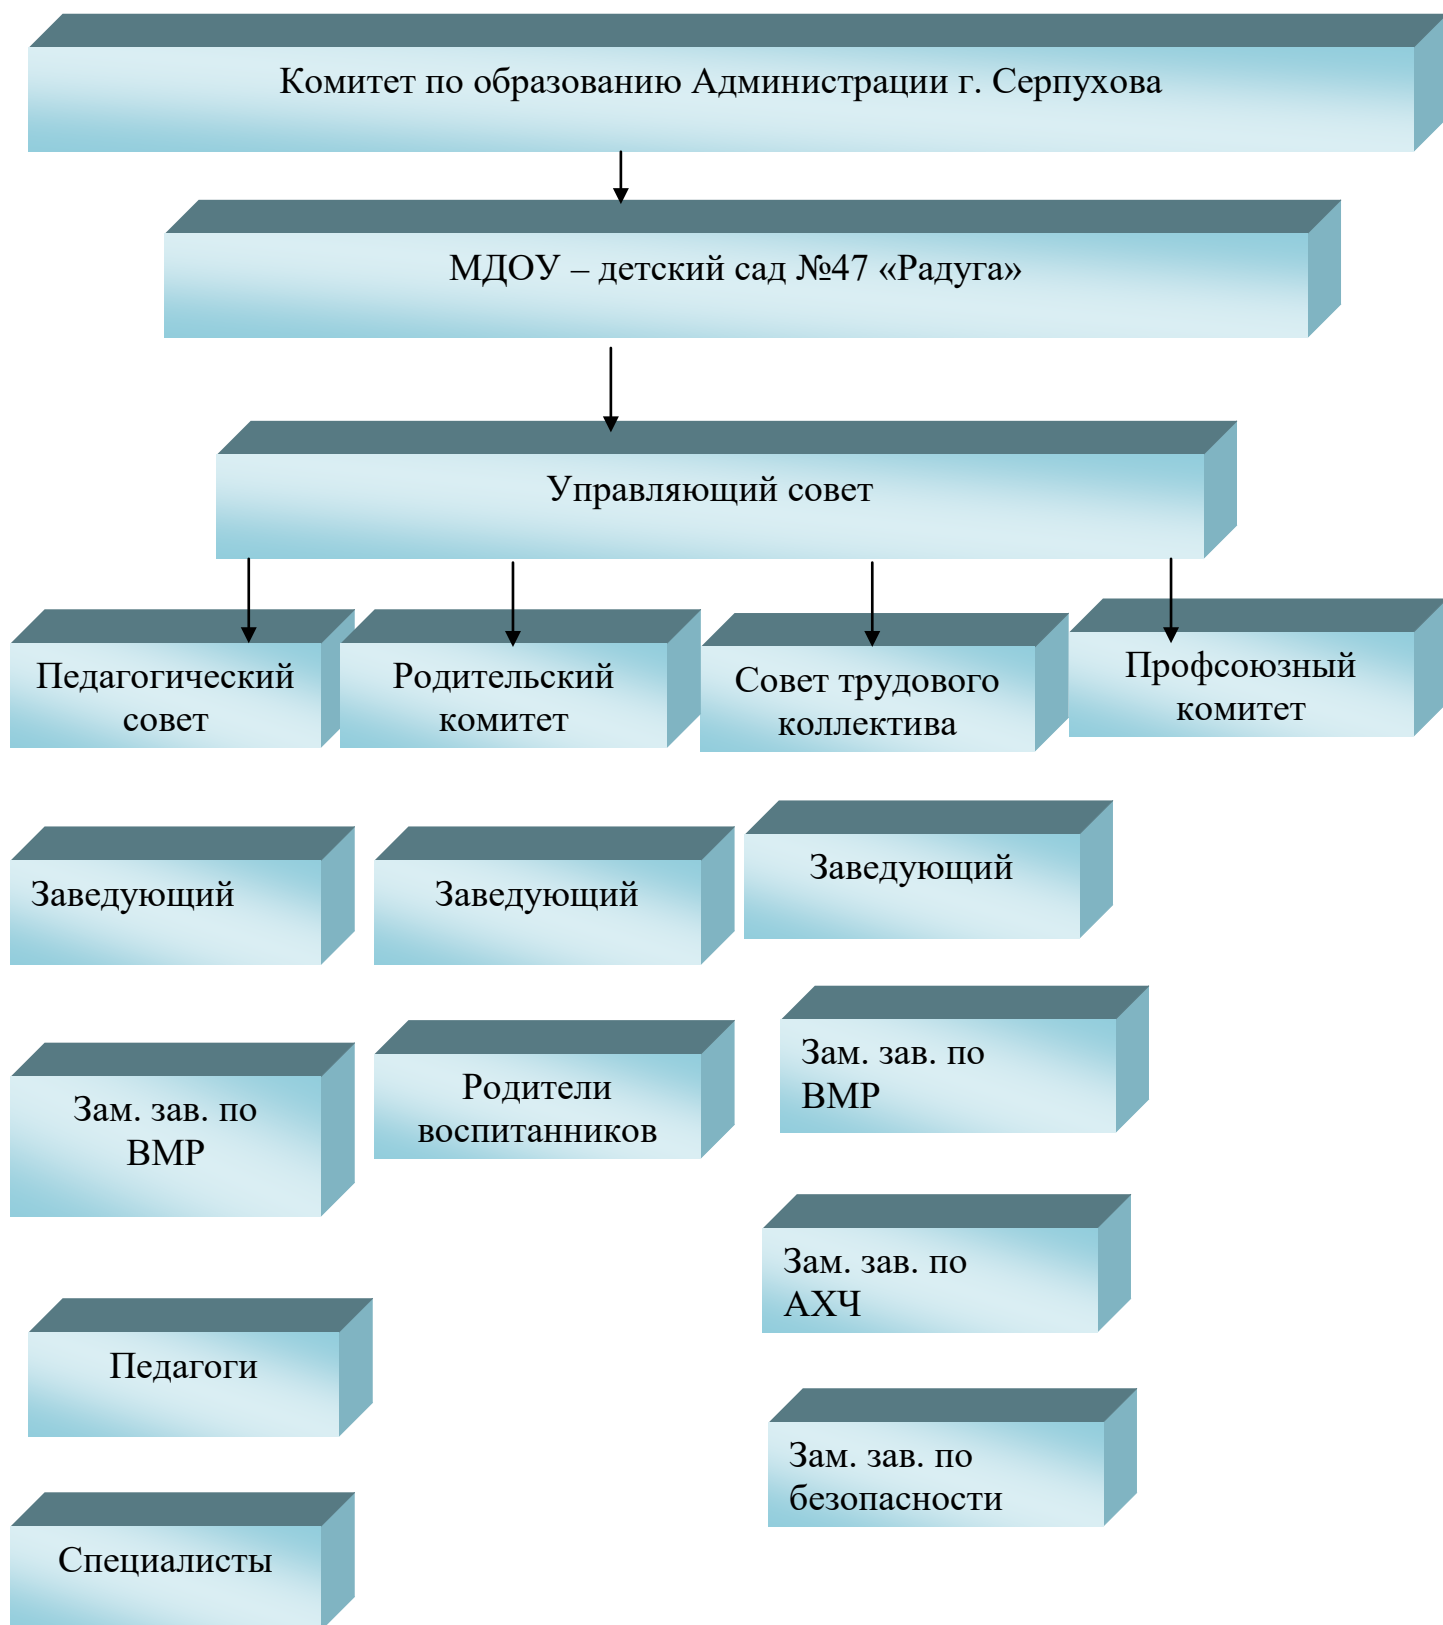 Комитет по образованию Администрации г. Серпухова
МДОУ – детский сад №47 «Радуга»
Управляющий совет
Педагогический
совет
Родительский
комитет
Совет трудового
коллектива
Профсоюзный
комитет
Заведующий
Заведующий
Заведующий
Зам. зав. по
ВМР
Родители
воспитанников
Зам. зав. по
ВМР
Зам. зав. по
АХЧ
Педагоги
Зам. зав. по
безопасности
Специалисты